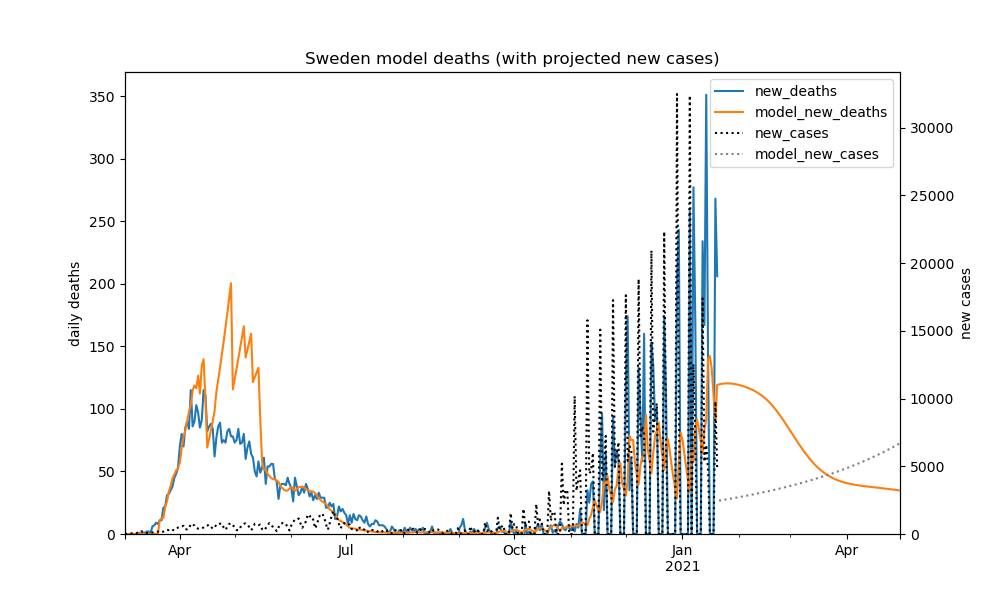 Sweden model deaths (with projected new cases)
new_deaths
model_new_deaths
new_cases
model_new_cases
350
300
250
200
150
100
50
0
daily deaths
30000
25000
20000
15000
10000
5000
0
new cases
Apr
Jul
Oct
Jan
2021
Apr